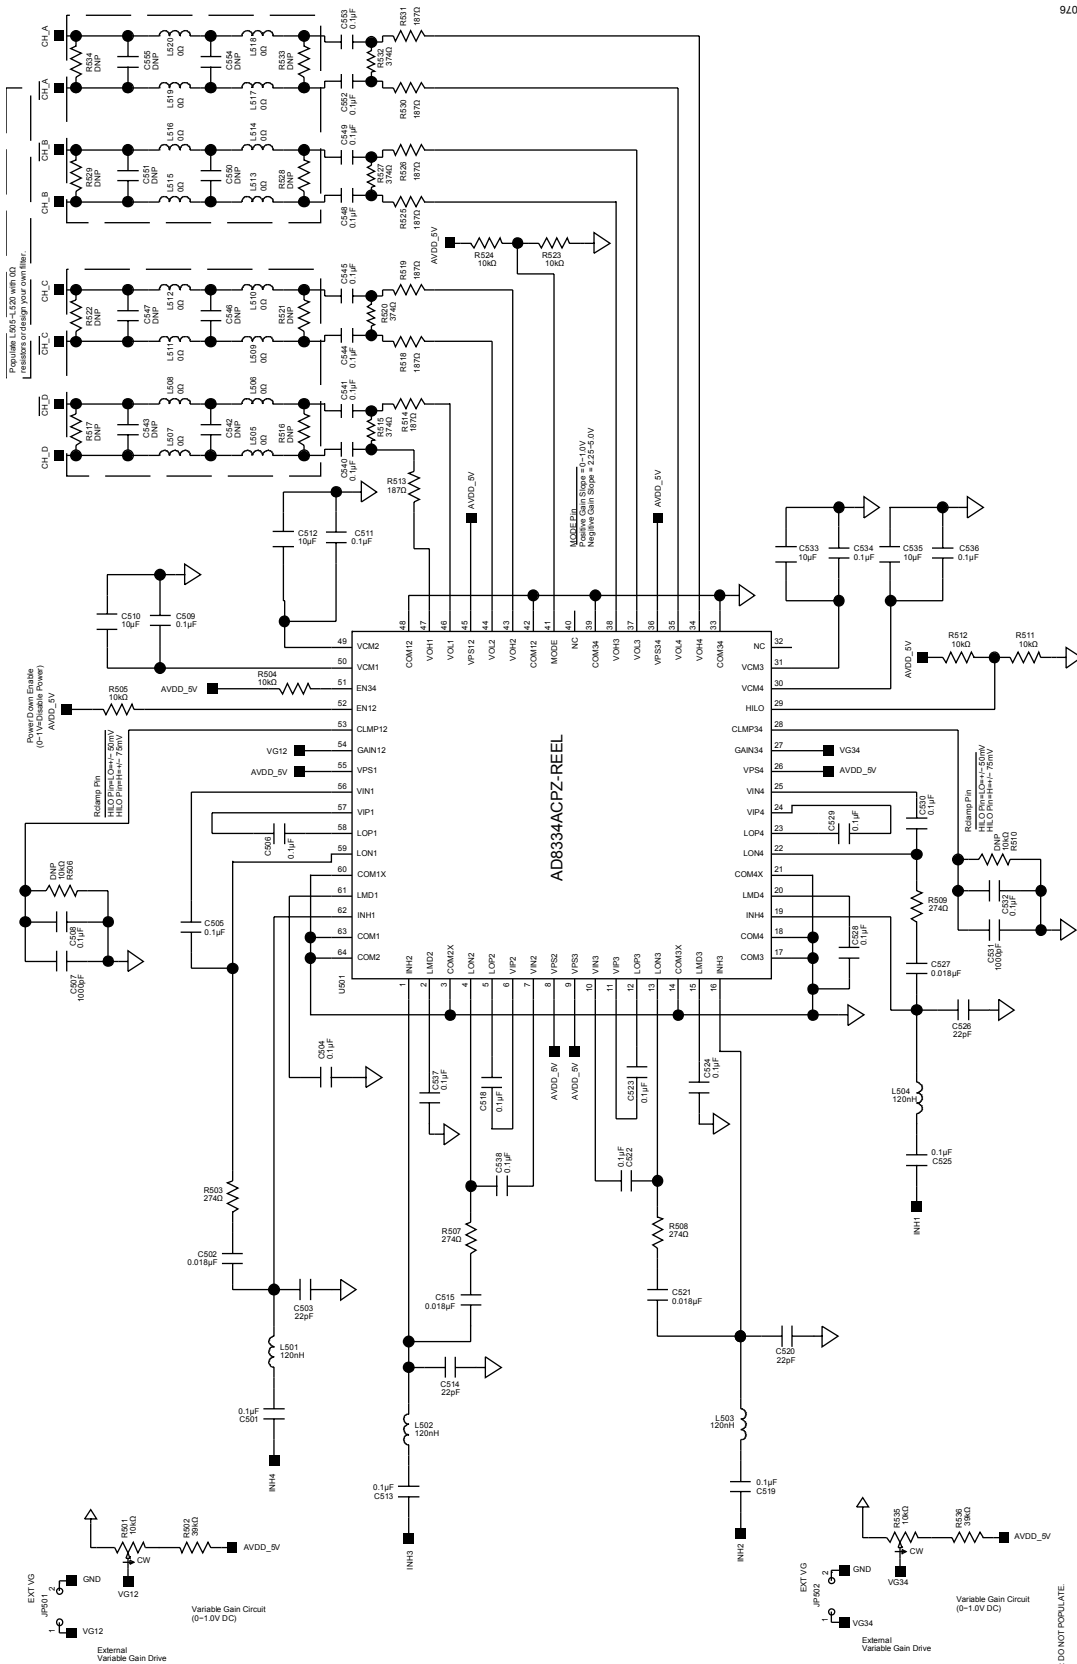 076
CH_A
R534
DNP
C555
DNP
L520
0Ω
C554
DNP
L518
0Ω
R533
DNP
C553
0.1µF
R531
187Ω
R532
374Ω
CH_A
L519
0Ω
L517
0Ω
C552
0.1µF
R530
187Ω
CH_B
R529
DNP
C551
DNP
L516
0Ω
C550
DNP
L514
0Ω
R528
DNP
C549
0.1µF
R526
187Ω
R527
374Ω
CH_B
L515
0Ω
L513
0Ω
C548
0.1µF
R525
187Ω
Populate L505–L520 with 0Ω
resistors or design your own filter.
AVDD_5V
R524
10kΩ
R523
10kΩ
CH_C
R522
DNP
C547
DNP
L512
0Ω
C546
DNP
L510
0Ω
R521
DNP
C545
0.1µF
R519
187Ω
R520
374Ω
CH_C
L511
0Ω
L509
0Ω
C544
0.1µF
R518
187Ω
CH_D
R517
DNP
C543
DNP
L508
0Ω
C542
DNP
L506
0Ω
R516
DNP
C541
0.1µF
R514
187Ω
R515
374Ω
CH_D
L507
0Ω
L505
0Ω
C540
0.1µF
R513
187Ω
AVDD_5V
MODE Pin
Positive Gain Slope = 0–1.0V
Negitive Gain Slope = 2.25–5.0V
AVDD_5V
C512
10µF
C511
0.1µF
C533
10µF
C534
0.1µF
C535
10µF
C536
0.1µF
C510
10µF
C509
0.1µF
48
47
46
45
44
43
42
41
40
39
38
37
36
35
34
33
COM12
VOH1
VOL1
VPS12
VOL2
VOH2
COM12
MODE
NC
COM34
VOH3
VOL3
VPS34
VOL4
VOH4
COM34
49 VCM2
50 VCM1
51 EN34
52 EN12
53 CLMP12
54 GAIN12
55 VPS1
56 VIN1
57 VIP1
58 LOP1
59 LON1
60 COM1X
61 LMD1
62 INH1
63 COM1
64 COM2
NC 32
VCM3 31
VCM4 30
HILO 29
CLMP34 28
GAIN34 27
VPS4 26
VIN4 25
VIP4 24
LOP4 23
LON4 22
COM4X 21
LMD4 20
INH4 19
COM4 18
COM3 17
AD8334ACPZ-REEL
U501
INH2
LMD2
COM2X
LON2
LOP2
VIP2
VIN2
VPS2
VPS3
VIN3
VIP3
LOP3
LON3
COM3X
LMD3
INH3
1
2
3
4
5
6
7
8
9
10
11
12
13
14
15
16
Power Down Enable
(0–1V=Disable Power)
AVDD_5V
R505
10kΩ
AVDD_5V
R504
10kΩ
VG12
AVDD_5V
Rclamp Pin
HILO Pin=LO=+/– 50mV
HILO Pin=H=+/– 75mV
DNP
10kΩ
R506
C508
0.1µF
C507
1000pF
C505
0.1µF
C506
0.1µF
AVDD_5V
R512
10kΩ
R511
10kΩ
VG34
AVDD_5V
Rclamp Pin
HILO Pin=LO=+/– 50mV
HILO Pin=H=+/– 75mV
C530
0.1µF
C529
0.1µF
DNP
10kΩ
R510
C532
0.1µF
C531
1000pF
R509
274Ω
C528
0.1µF
C527
0.018µF
C526
22pF
L504
120nH
0.1µF
C525
INH1
C504
0.1µF
C537
0.1µF
C518
0.1µF
AVDD_5V
AVDD_5V
C523
0.1µF
C524
0.1µF
C538
0.1µF
0.1µF
C522
R503
274Ω
C502
0.018µF
C503
22pF
L501
120nH
0.1µF
C501
INH4
R507
274Ω
C515
0.018µF
C514
22pF
L502
120nH
0.1µF
C513
INH3
R508
274Ω
C521
0.018µF
C520
22pF
L503
120nH
0.1µF
C519
INH2
R501
10kΩ
R502
39kΩ
AVDD_5V
CW
VG12
EXT VG
JP501
2
GND
1
VG12
Variable Gain Circuit
(0–1.0V DC)
External
Variable Gain Drive
R535
10kΩ
R536
39kΩ
AVDD_5V
CW
VG34
EXT VG
JP502
2
GND
1
VG34
Variable Gain Circuit
(0–1.0V DC)
External
Variable Gain Drive
: DO NOT POPULATE.